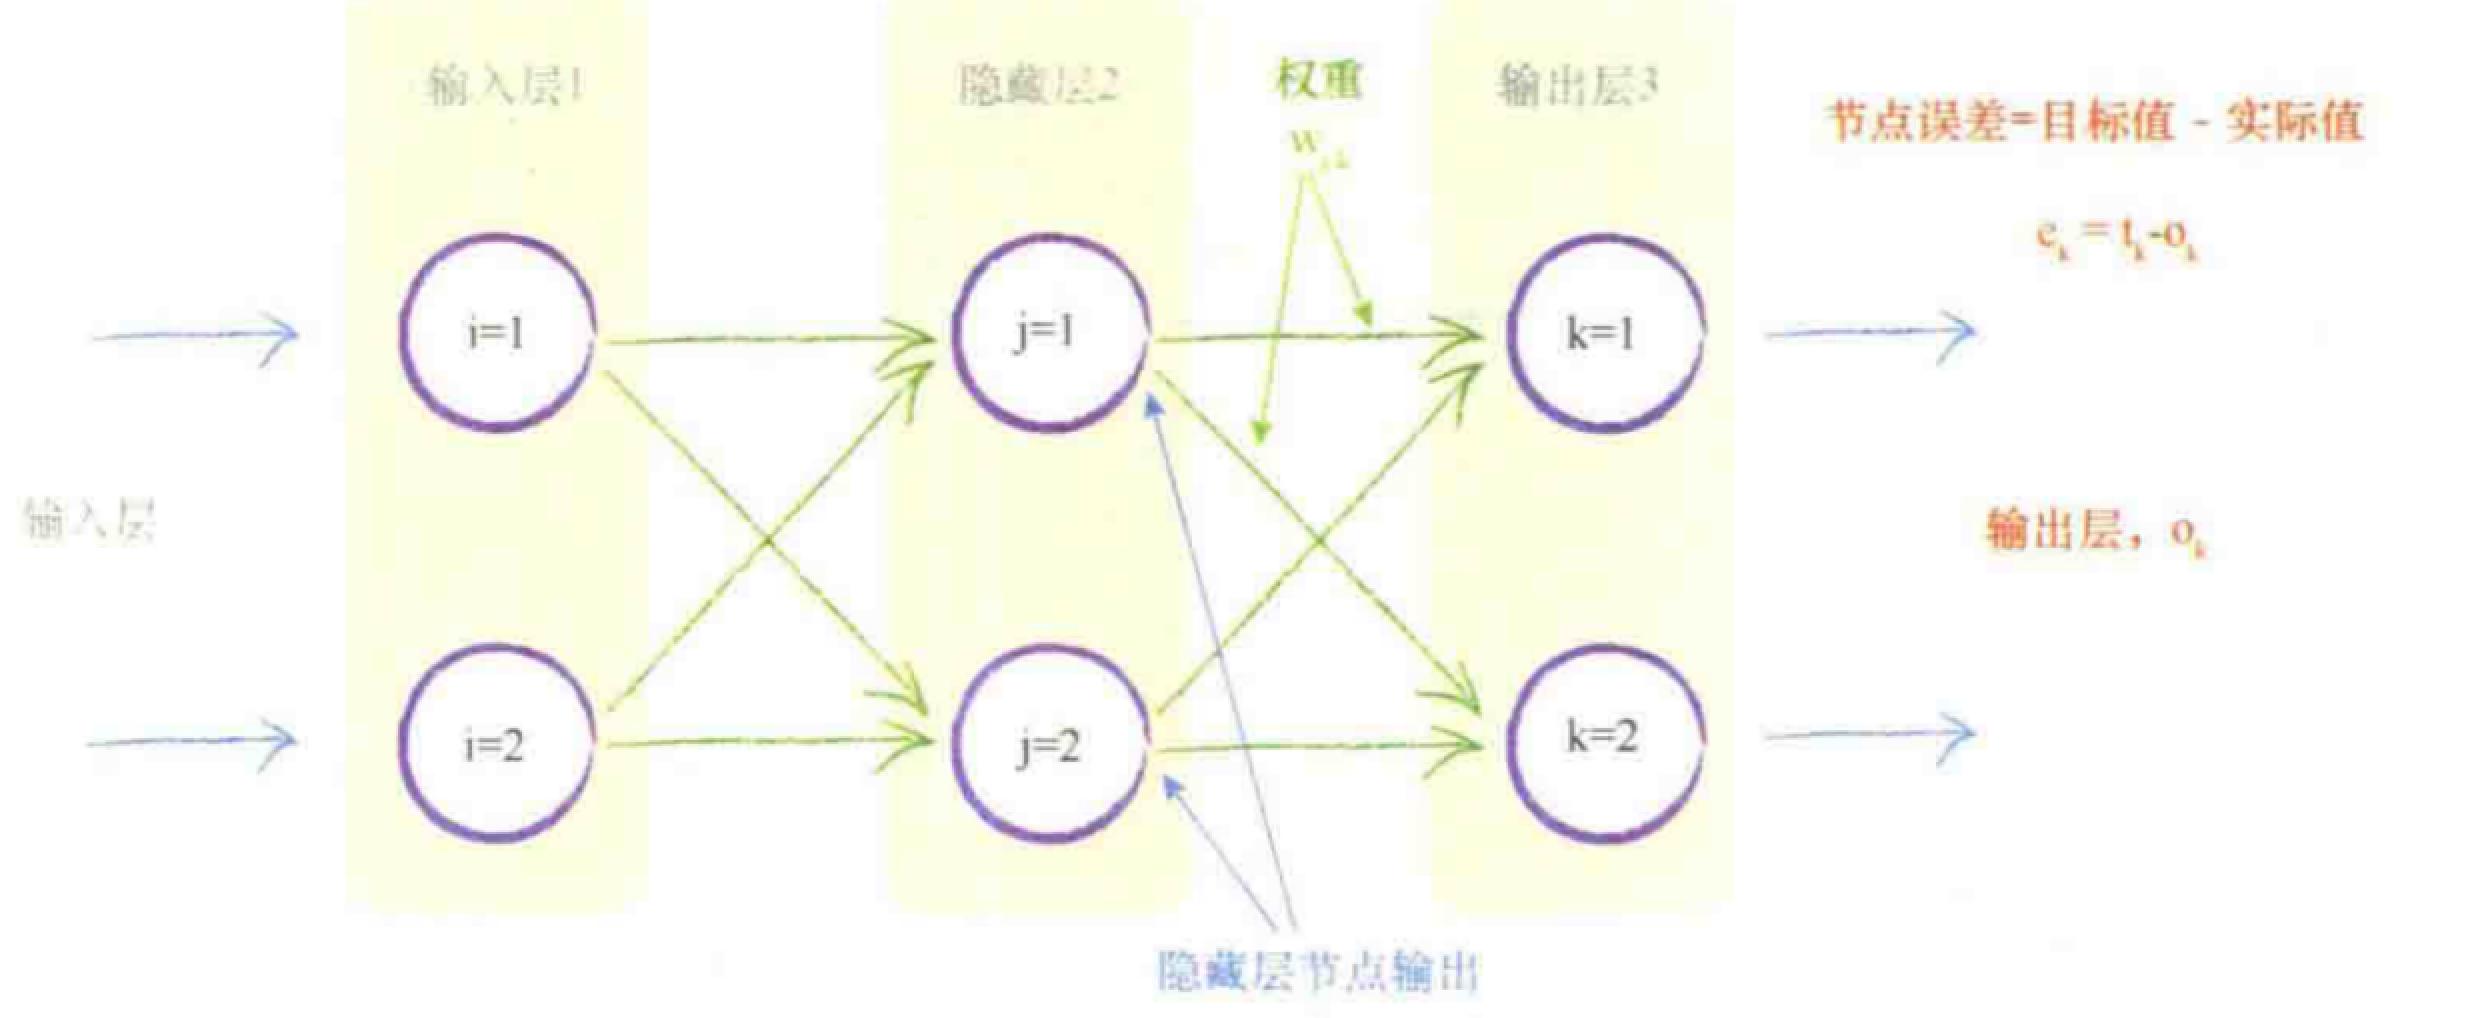 输入层1
隐藏层2
权重
输出层3
w_{j,k}
节点误差=目标值 - 实际值
e_k = t_k-o_k
i=1
j=1
k=1
输入层
输出层，o_k
i=2
j=2
k=2
隐藏层节点输出